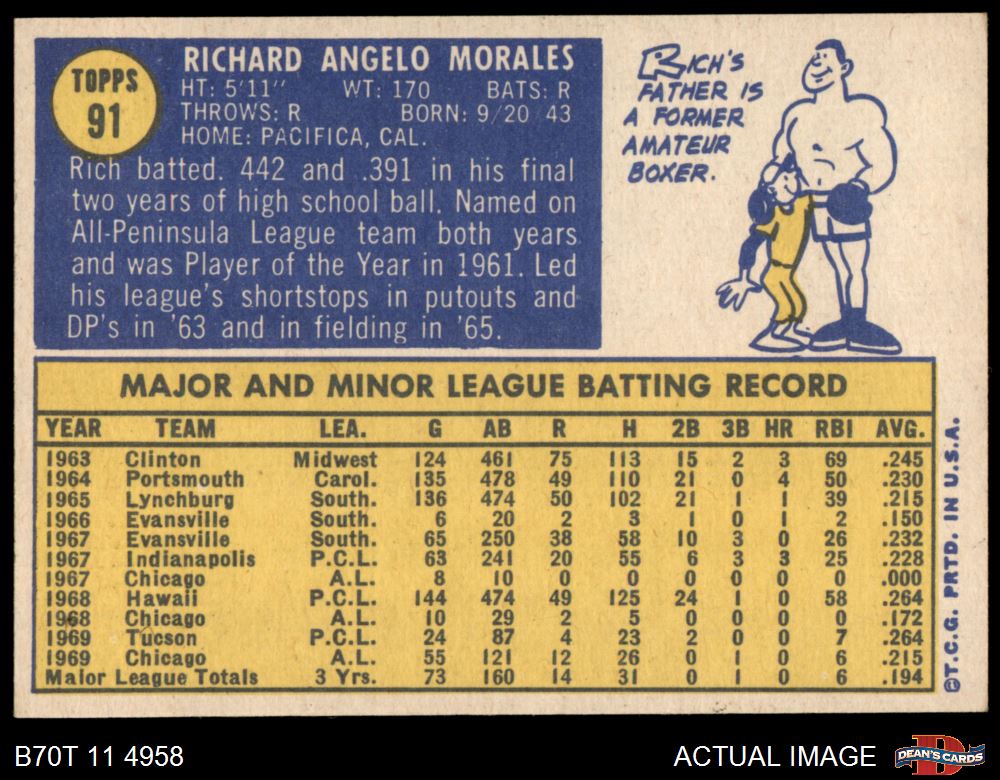 TOPPS
91
RICHARD ANGELO MORALES
HT: 5'11" WT: 170 BATS: R
THROWS: R BORN: 9/20 43
HOME: PACIFICA, CAL.
Rich batted. 442 and .391 in his final
two years of high school ball. Named on
All-Peninsula League team both years
and was Player of the Year in 1961. Led
his league's shortstops in putouts and
DP's in '63 and in fielding in '65.
RICH'S
FATHER IS
A FORMER
AMATEUR
BOXER.
MAJOR AND MINOR LEAGUE BATTING RECORD
YEAR TEAM LEA. G AB R H 2B 3B HR RBI AVG.
1963 Clinton Midwest 124 461 75 113 15 2 3 69 .245
1964 Portsmouth Carol. 135 478 49 110 21 0 4 50 .230
1965 Lynchburg South. 136 474 50 102 21 1 1 39 .215
1966 Evansville South. 6 20 2 3 1 0 1 2 .150
1967 Evansville South. 65 250 38 58 10 3 0 26 .232
1967 Indianapolis P.C.L. 63 241 20 55 6 3 3 25 .228
1967 Chicago A.L. 8 10 0 0 0 0 0 0 .000
1968 Hawaii P.C.L. 144 474 49 125 24 1 0 58 .264
1968 Chicago A.L. 10 29 2 5 0 0 0 0 .172
1969 Tucson P.C.L. 24 87 4 23 2 0 0 7 .264
1969 Chicago A.L. 55 121 12 26 0 1 0 6 .215
Major League Totals 3 Yrs. 73 160 14 31 0 1 0 6 .194
©T.C.G. PRTD. IN U.S.A.
B70T 11 4958
ACTUAL IMAGE
DEAN'S CARDS